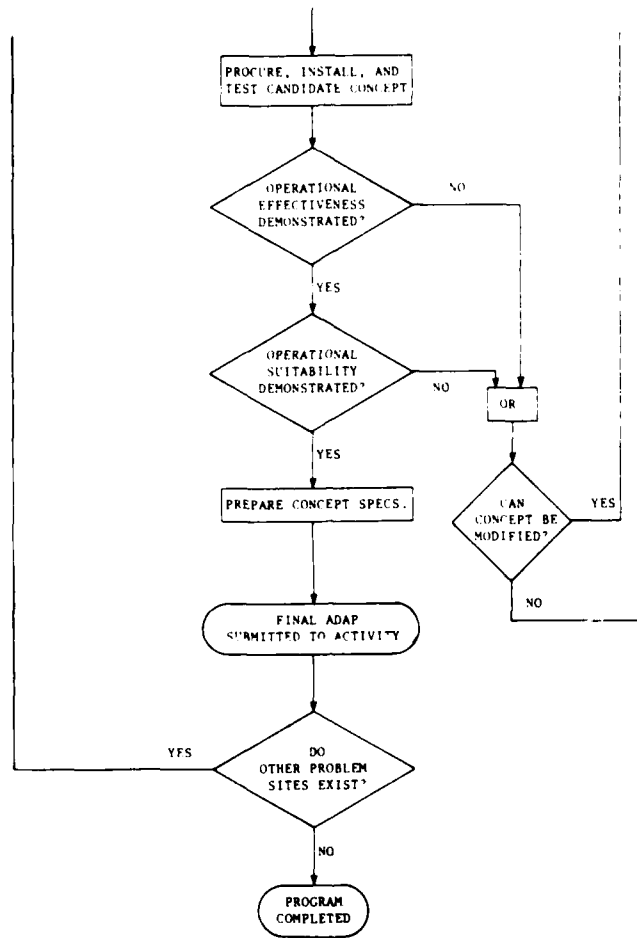 PROCURE, INSTALL, AND
TEST CANDIDATE CONCEPT
OPERATIONAL
EFFECTIVENESS
DEMONSTRATED?
NO
YES
OPERATIONAL
SUITABILITY
DEMONSTRATED?
NO
OR
YES
PREPARE CONCEPT SPECS.
CAN
CONCEPT BE
MODIFIED?
YES
NO
FINAL ADAP
SUBMITTED TO ACTIVITY
YES
DO
OTHER PROBLEM
SITES EXIST?
NO
PROGRAM
COMPLETED